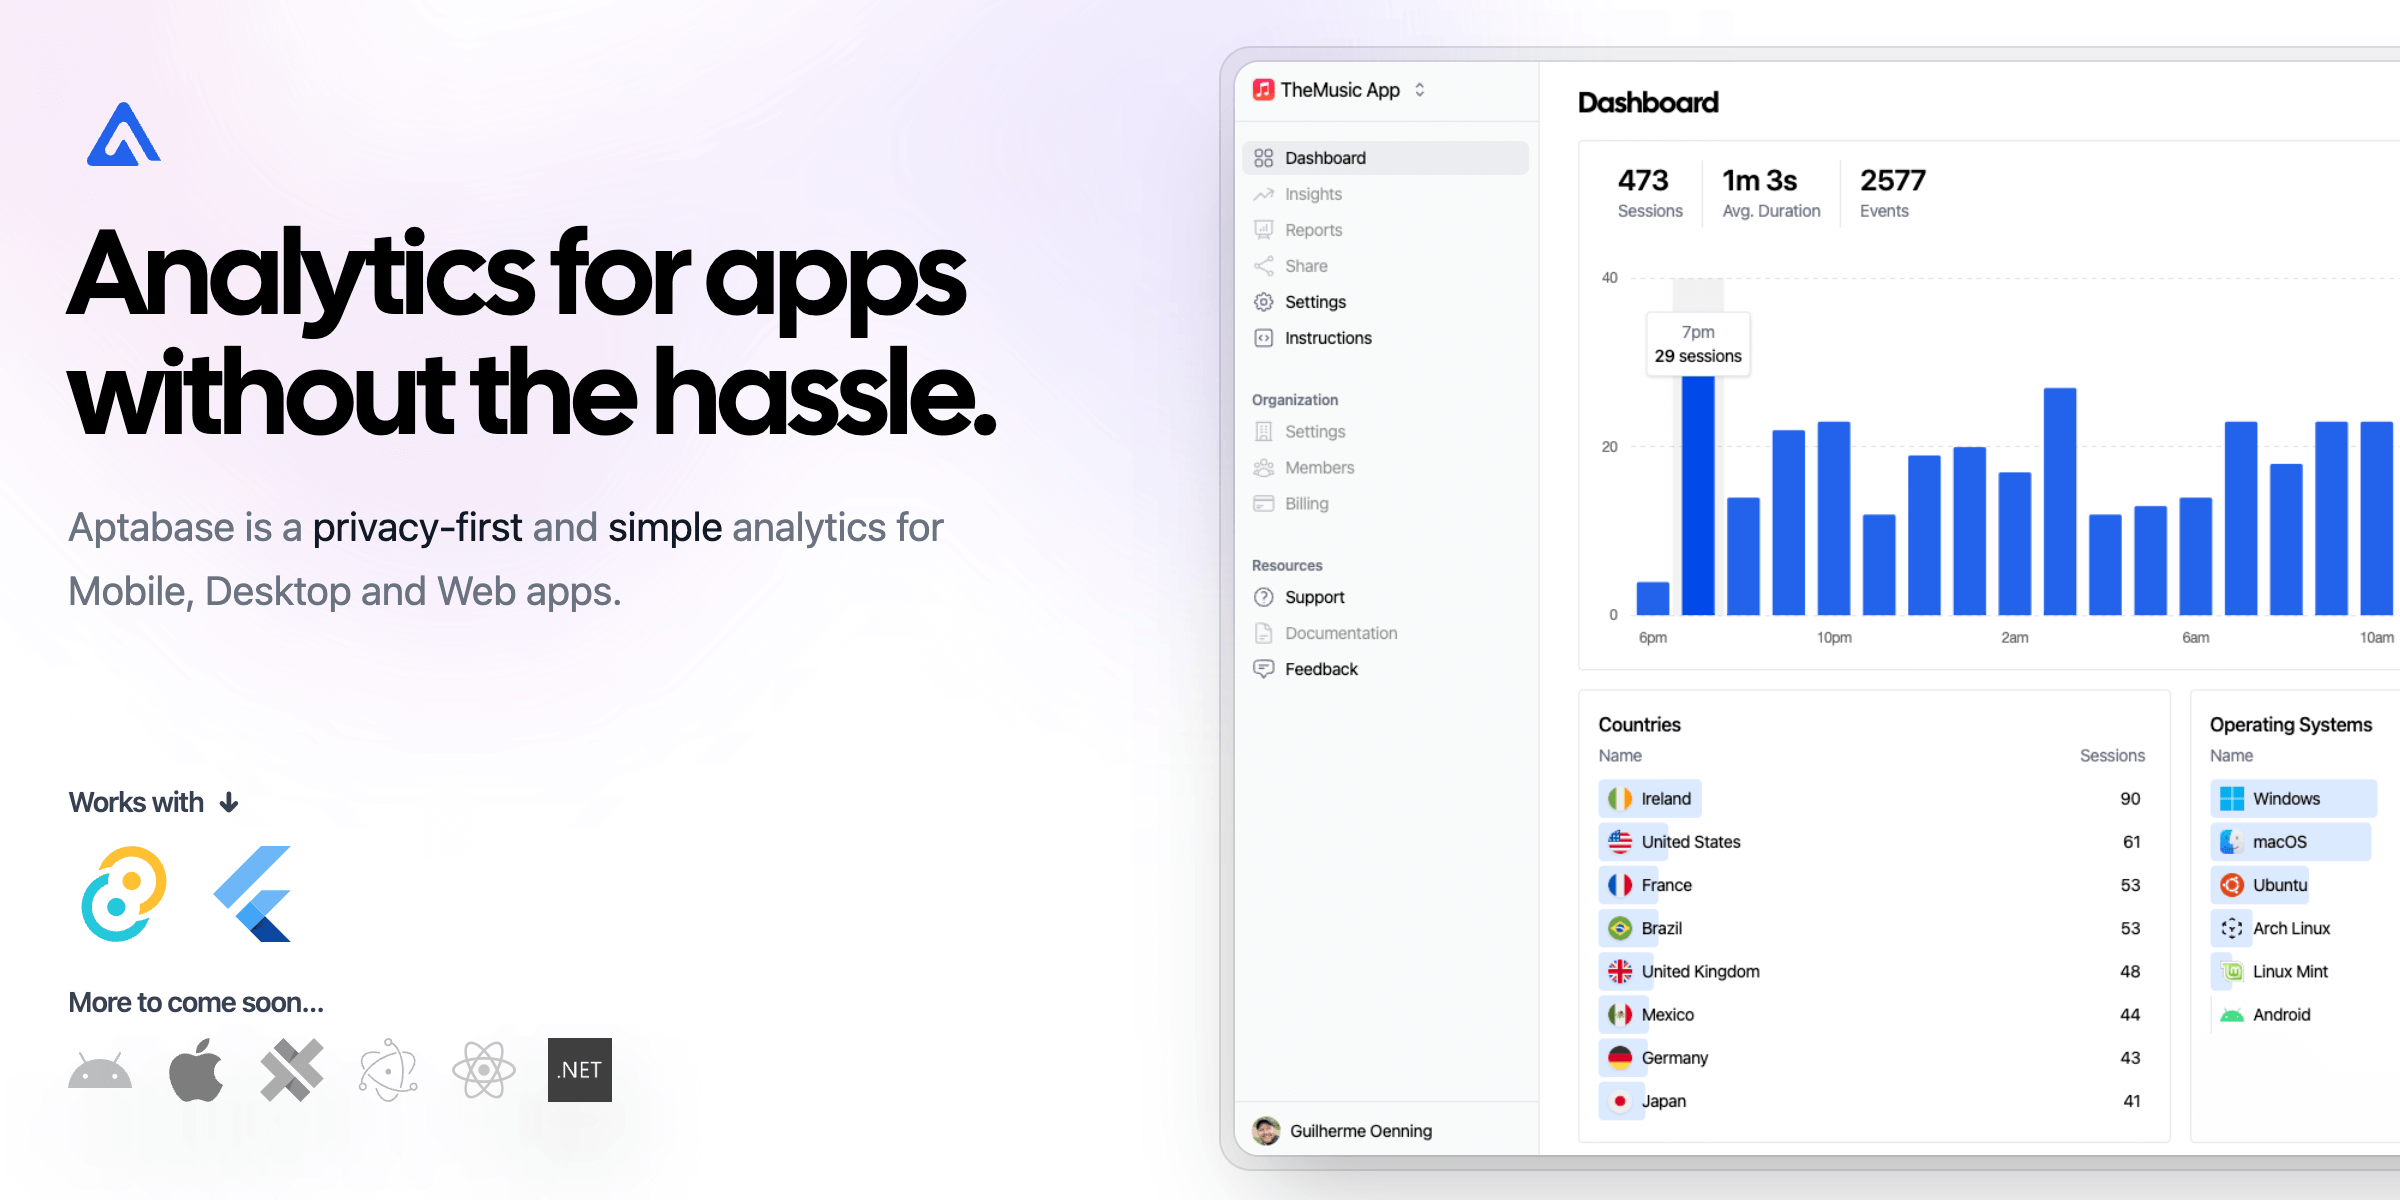 Analytics for apps
without the hassle.
Aptabase is a privacy-first and simple analytics for
Mobile, Desktop and Web apps.
Works with
More to come soon...
.NET
TheMusic App
Dashboard
Insights
Reports
Share
Settings
Instructions
Organization
Settings
Members
Billing
Resources
Support
Documentation
Feedback
Guilherme Oenning
Dashboard
473 1m 3s 2577
Sessions Avg. Duration Events
40
7pm
29 sessions
20
0
6pm 10pm 2am 6am 10am
Countries
Name Sessions
Ireland 90
United States 61
France 53
Brazil 53
United Kingdom 48
Mexico 44
Germany 43
Japan 41
Operating Systems
Name
Windows
macOS
Ubuntu
Arch Linux
Linux Mint
Android